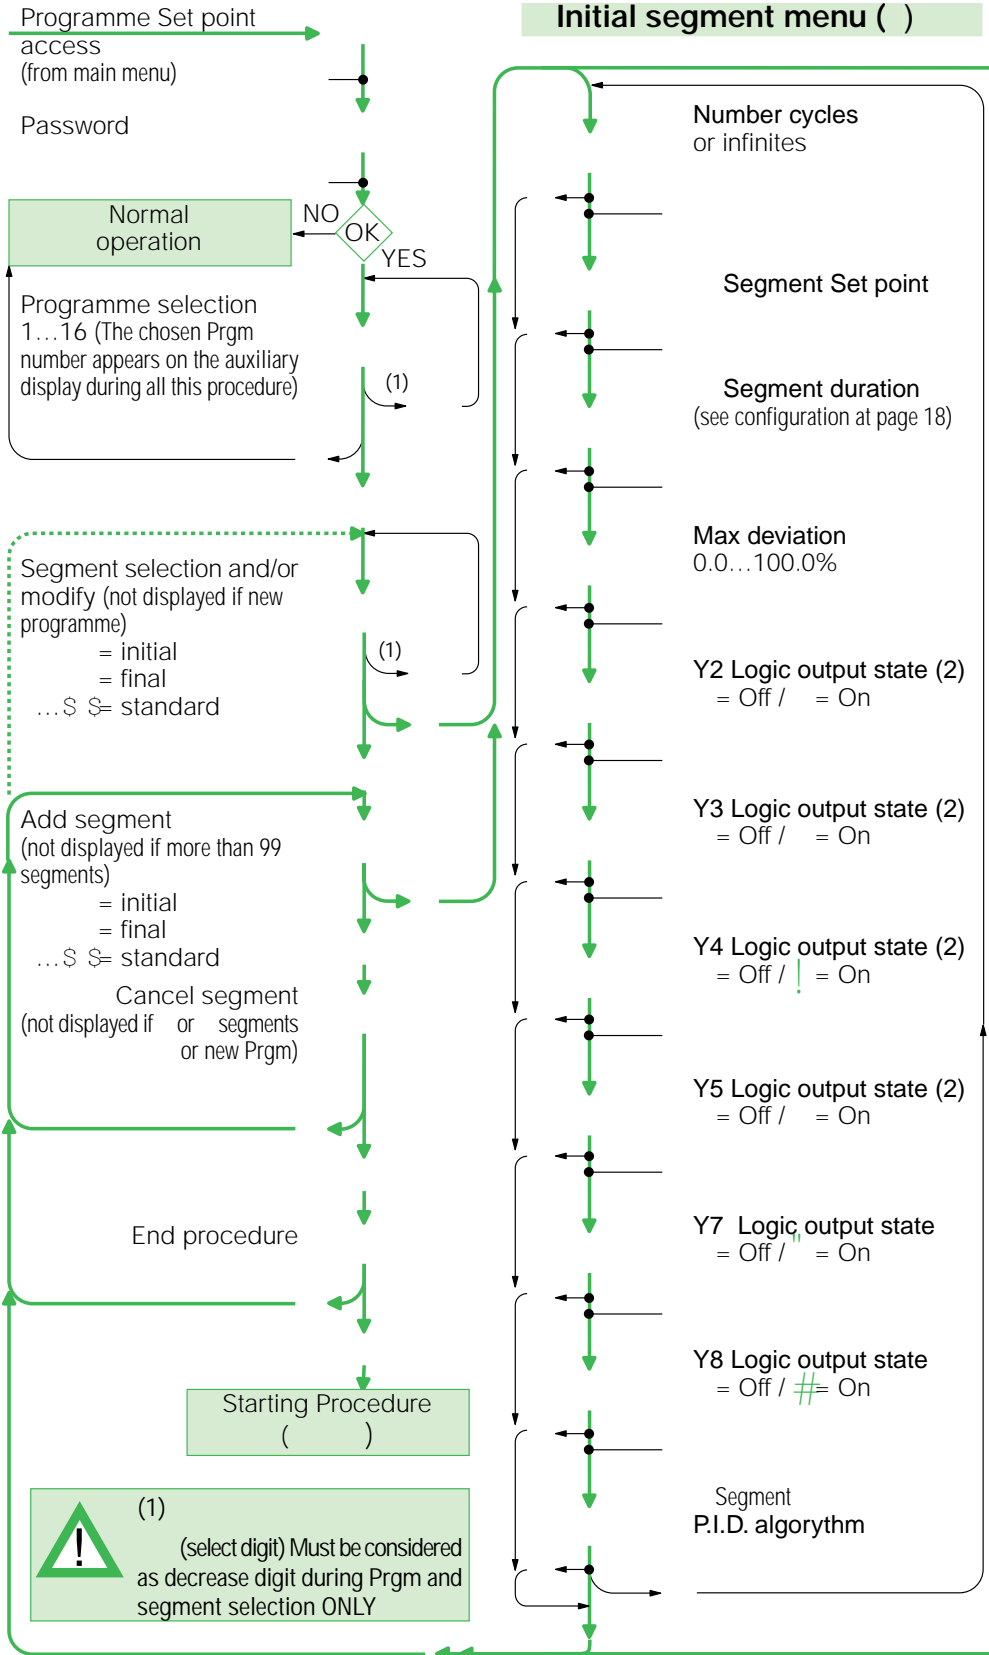 Programme Set point
access
(from main menu)
Password
Normal
operation
NO
OK
YES
Programme selection
1...16 (The chosen Prgm
number appears on the auxiliary
display during all this procedure)
(1)
Segment selection and/or
modify (not displayed if new
programme)
= initial
= final
...$ $= standard
(1)
Add segment
(not displayed if more than 99
segments)
= initial
= final
...$ $= standard
Cancel segment
(not displayed if or segments
or new Prgm)
End procedure
Starting Procedure
( )
(1)
!
(select digit) Must be considered
as decrease digit during Prgm and
segment selection ONLY
Initial segment menu ( )
Number cycles
or infinites
Segment Set point
Segment duration
(see configuration at page 18)
Max deviation
0.0...100.0%
Y2 Logic output state (2)
= Off / = On
Y3 Logic output state (2)
= Off / = On
Y4 Logic output state (2)
= Off / ! = On
Y5 Logic output state (2)
= Off / = On
Y7 Logic output state
= Off / " = On
Y8 Logic output state
= Off / #= On
Segment
P.I.D. algorythm